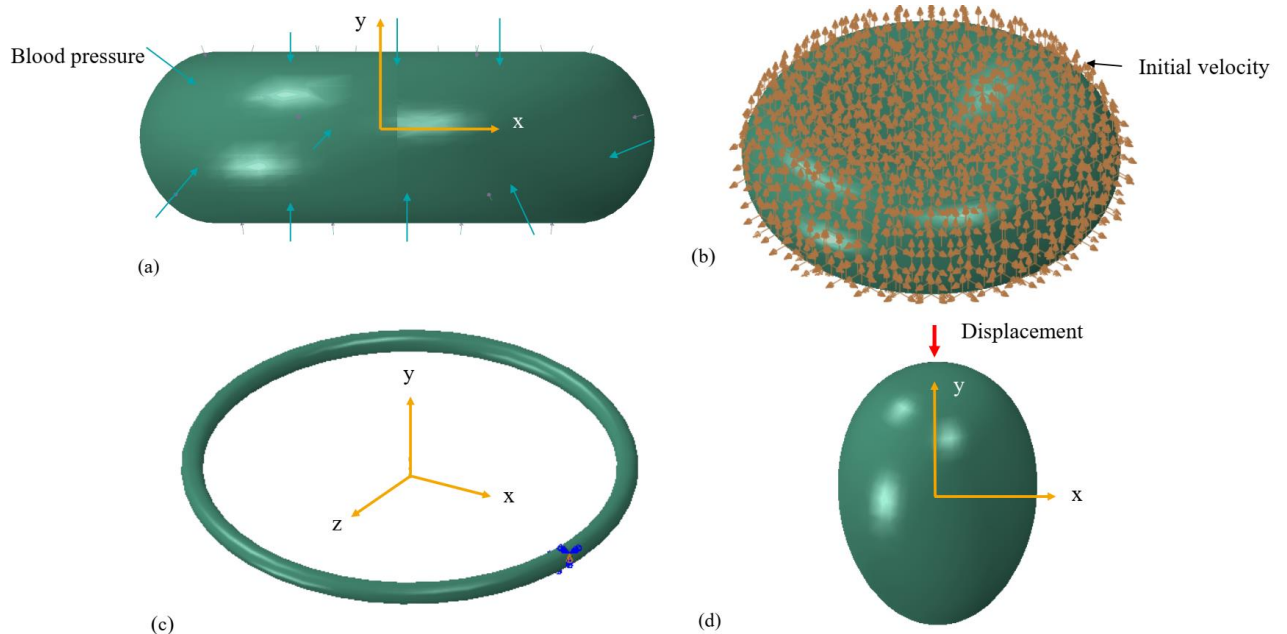 y
Blood pressure
x
(a)
Initial velocity
(b)
y
x
z
(c)
Displacement
y
x
(d)